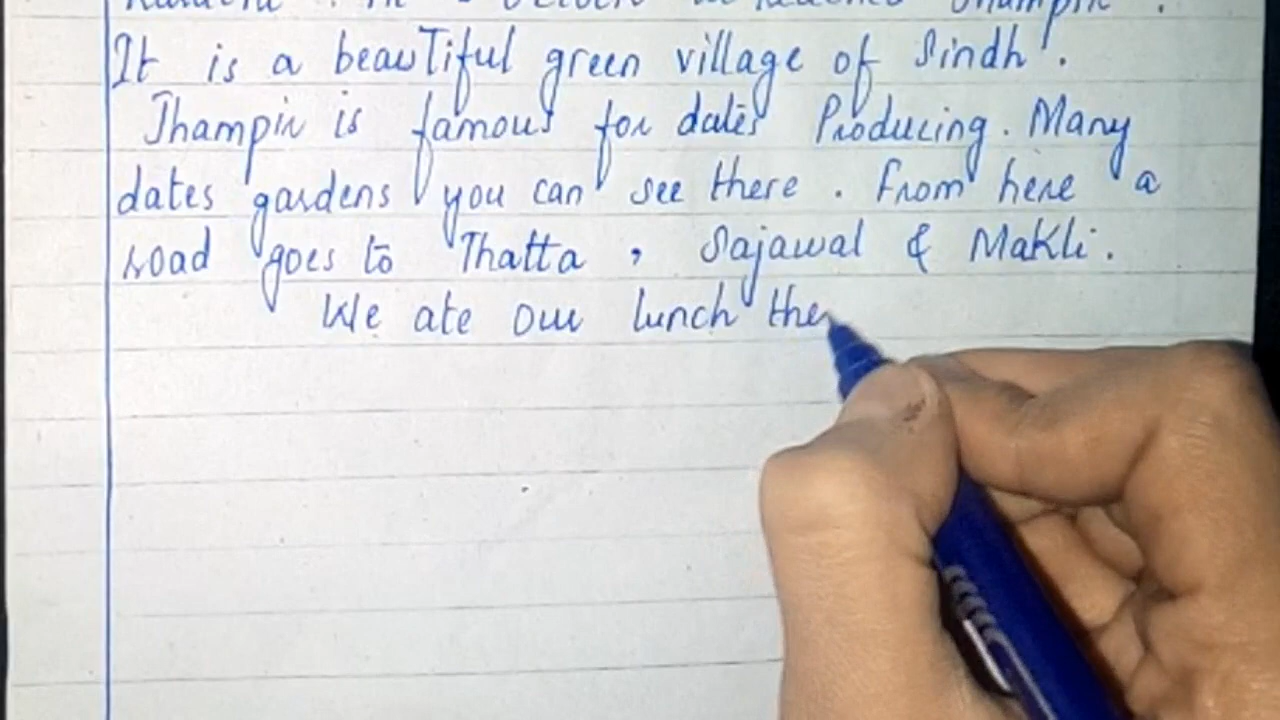 It is a beautiful green village of Sindh.
Jhampir is famous for dates Producing. Many
dates gardens you can see there. From here a
road goes to Thatta, Sajawal & Makli.
We ate our lunch the